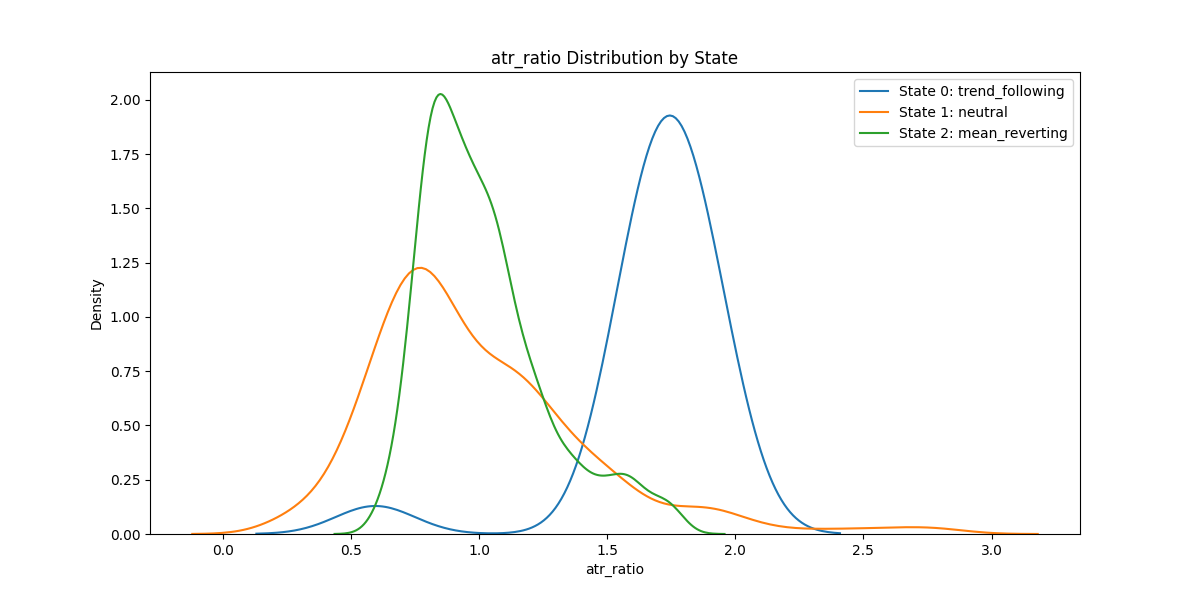 atr_ratio Distribution by State
State 0: trend_following
State 1: neutral
State 2: mean_reverting
2.00
1.75
1.50
1.25
1.00
0.75
0.50
0.25
0.00
Density
0.0 0.5 1.0 1.5 2.0 2.5 3.0
atr_ratio